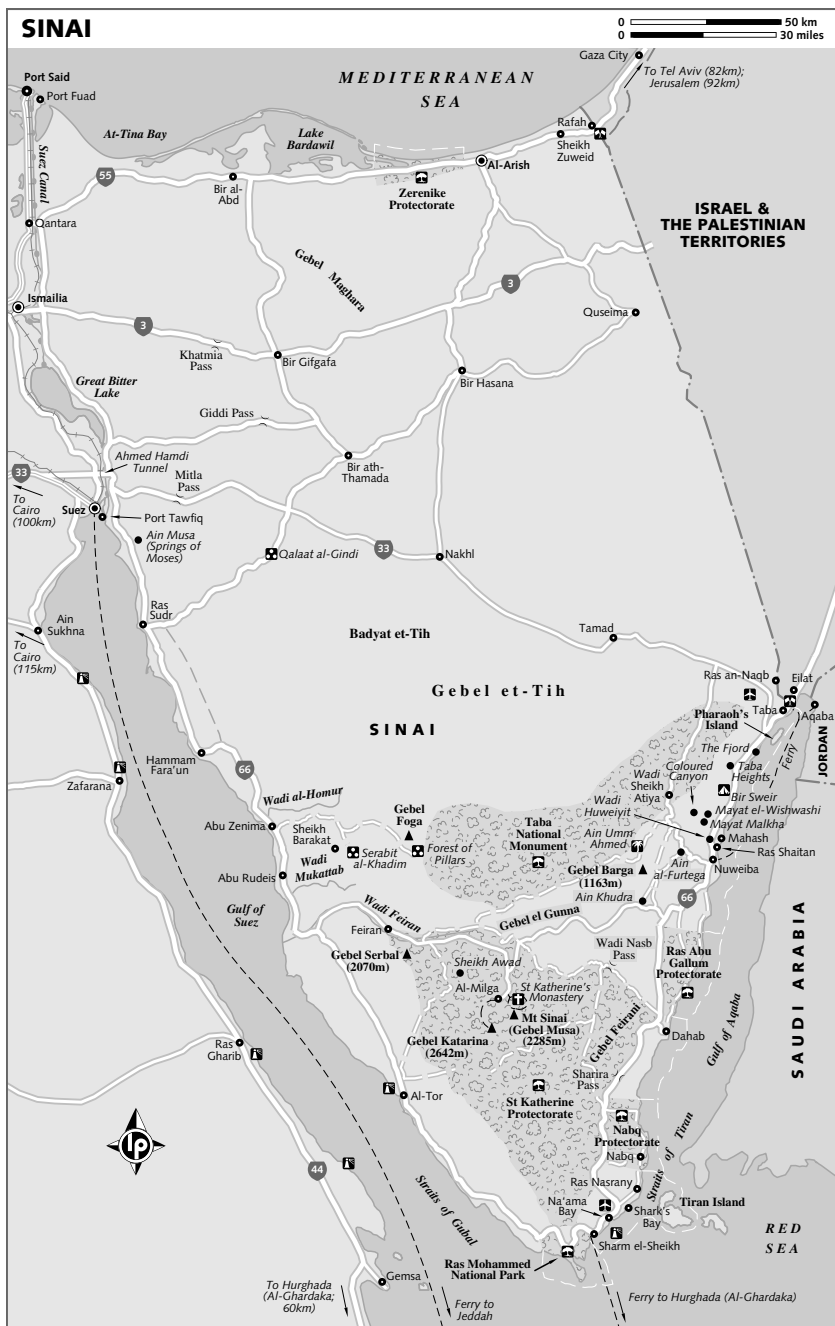 SINAI
0
50 km
0
30 miles
Gaza City
To Tel Aviv (82km);
Jerusalem (92km)
MEDITERRANEAN
SEA
Port Said
Port Fuad
At-Tina Bay
Lake
Bardawil
Rafah
Sheikh
Zuweid
Al-Arish
Suez Canal
55
Bir al-
Abd
Zerenike
Protectorate
ISRAEL &
THE PALESTINIAN
TERRITORIES
Qantara
Gebel Maghara
Ismailia
3
3
Quseima
Khatmia
Pass
Bir Gifgafa
Bir Hasana
Great Bitter
Lake
Giddi Pass
Ahmed Hamdi
Tunnel
Bir ath-
Thamada
33
Mitla
Pass
To
Cairo
(100km)
Suez
Port Tawfiq
Ain Musa
(Springs of
Moses)
Qalaat al-Gindi
33
Nakhl
Ras
Sudr
Ain
Sukhna
To
Cairo
(115km)
Badyat et-Tih
Tamad
Gebel et-Tih
Ras an-Naqb
Eilat
Taba
Aqaba
Pharaoh's
Island
SINAI
JORDAN
Ferry
The Fjord
Taba
Heights
Coloured
Canyon
Hammam
Fara'un
Zafarana
66
Wadi al-Homur
Wadi
Sheikh
Atiya
Bir Sweir
Mayat el-Wishwashi
Mayat Malkha
Wadi
Huweiyit
Mahash
Ras Shaitan
Abu Zenima
Gebel
Foga
Sheikh
Barakat
Serabit
al-Khadim
Forest of
Pillars
Wadi
Mukattab
Taba
National
Monument
Ain Umm
Ahmed
Ain
al-Furtega
Nuweiba
Gebel Barga
(1163m)
Abu Rudeis
Ain Khudra
66
Gulf of
Suez
Wadi Feiran
Gebel el Gunna
Feiran
Gebel Serbal
(2070m)
Wadi Nasb
Pass
Ras Abu
Gallum
Protectorate
Sheikh Awad
Al-Milga
St Katherine's
Monastery
Mt Sinai
(Gebel Musa)
(2285m)
Gebel Katarina
(2642m)
Gebel Feirani
Dahab
Gulf of Aqaba
SAUDI ARABIA
Ras
Gharib
Sharira
Pass
Al-Tor
St Katherine
Protectorate
Nabq
Protectorate
Nabq
Straits of Tiran
lp
44
Straits of Gubal
Ras Nasrany
Na'ama
Bay
Shark's
Bay
Tiran Island
RED
SEA
Sharm el-Sheikh
Ras Mohammed
National Park
Gemsa
To Hurghada
(Al-Ghardaka;
60km)
Ferry to
Jeddah
Ferry to Hurghada (Al-Ghardaka)